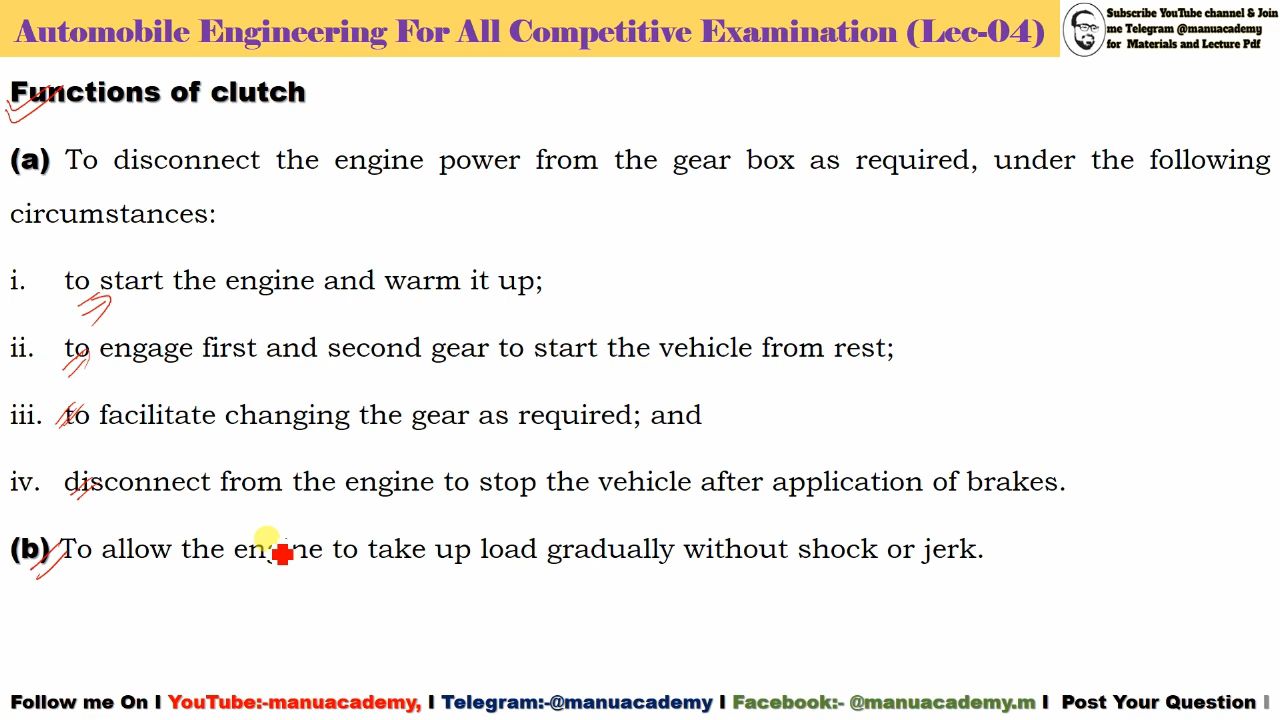 Automobile Engineering For All Competitive Examination (Lec-04)
Subscribe YouTube channel & Join
me Telegram @manuacademy
for Materials and Lecture Pdf
Functions of clutch
(a) To disconnect the engine power from the gear box as required, under the following
circumstances:
i. to start the engine and warm it up;
ii. to engage first and second gear to start the vehicle from rest;
iii. to facilitate changing the gear as required; and
iv. disconnect from the engine to stop the vehicle after application of brakes.
(b) To allow the engine to take up load gradually without shock or jerk.
Follow me On I YouTube:-manuacademy, I Telegram:-@manuacademy I Facebook:- @manuacademy.m I Post Your Question I